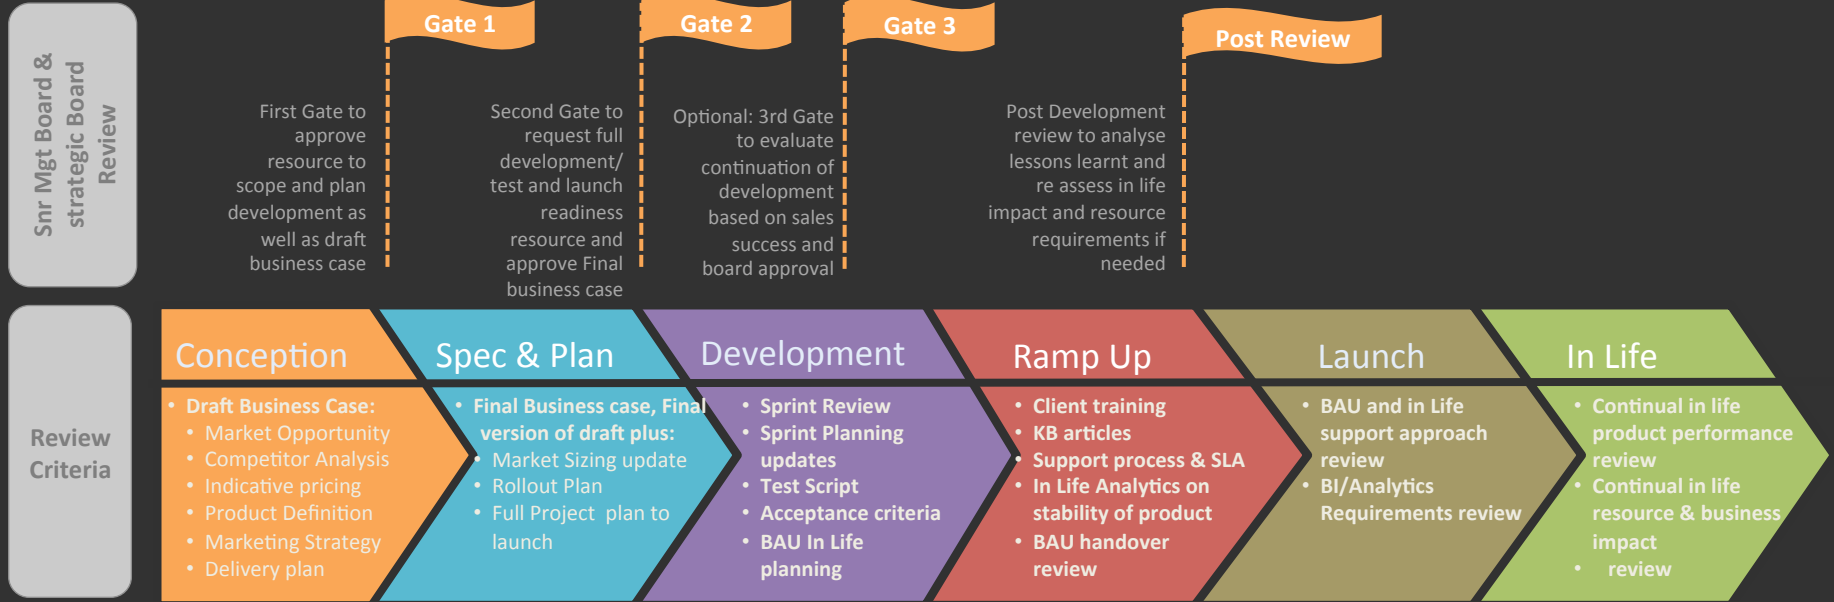 Snr Mgt Board &
strategic Board
Review
Gate 1
First Gate to
approve
resource to
scope and plan
development as
well as draft
business case
Gate 2
Second Gate to
request full
development/
test and launch
readiness
resource and
approve Final
business case
Gate 3
Optional: 3rd Gate
to evaluate
continuation of
development
based on sales
success and
board approval
Post Review
Post Development
review to analyse
lessons learnt and
re assess in life
impact and resource
requirements if
needed
Review
Criteria
Conception
• Draft Business Case:
• Market Opportunity
• Competitor Analysis
• Indicative pricing
• Product Definition
• Marketing Strategy
• Delivery plan
Spec & Plan
• Final Business case, Final
version of draft plus:
• Market Sizing update
• Rollout Plan
• Full Project plan to
launch
Development
• Sprint Review
• Sprint Planning
updates
• Test Script
• Acceptance criteria
• BAU In Life
planning
Ramp Up
• Client training
• KB articles
• Support process & SLA
• In Life Analytics on
stability of product
• BAU handover
review
Launch
• BAU and in Life
support approach
review
• BI/Analytics
Requirements review
In Life
• Continual in life
product performance
review
• Continual in life
resource & business
impact
• review